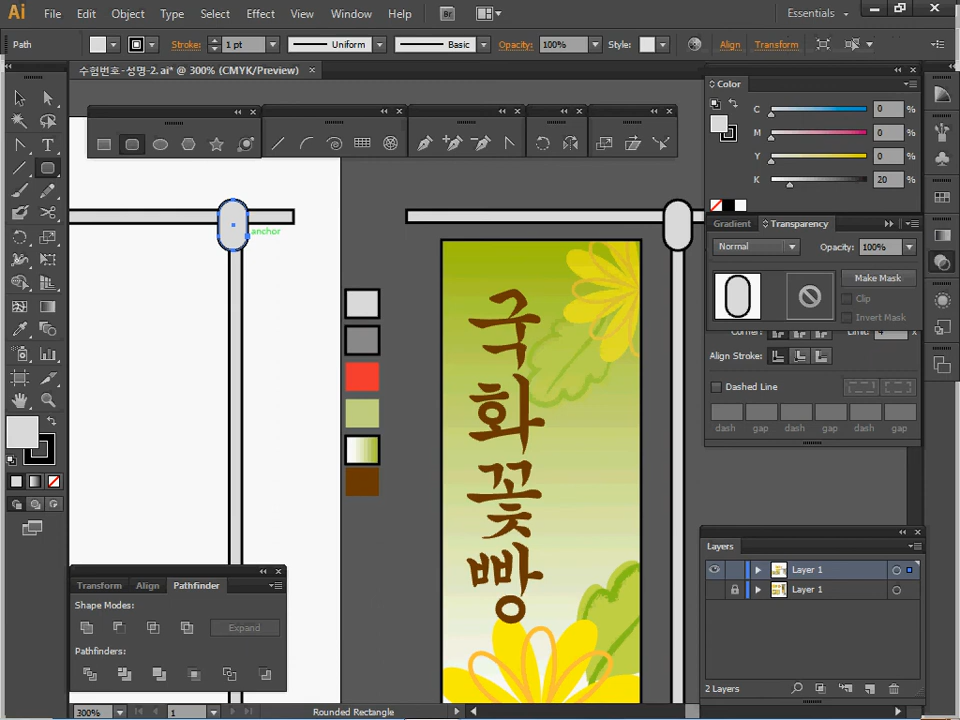 Ai File Edit Object Type Select Effect View Window Help Br Essentials
Path Stroke: 1 pt Uniform Basic Opacity: 100% Style: Align Transform
수험번호-성명-2.ai* @ 300% (CMYK/Preview)
Color
C 0 %
M 0 %
Y 0 %
K 20 %
Gradient Transparency
Normal Opacity: 100%
Make Mask
Clip
Invert Mask
Corner: Limit: x
Align Stroke:
Dashed Line
dash gap dash gap dash gap
anchor
국
화
꽃
빵
Layers
Layer 1
Layer 1
2 Layers
Transform Align Pathfinder
Shape Modes:
Expand
Pathfinders:
300% 1 Rounded Rectangle